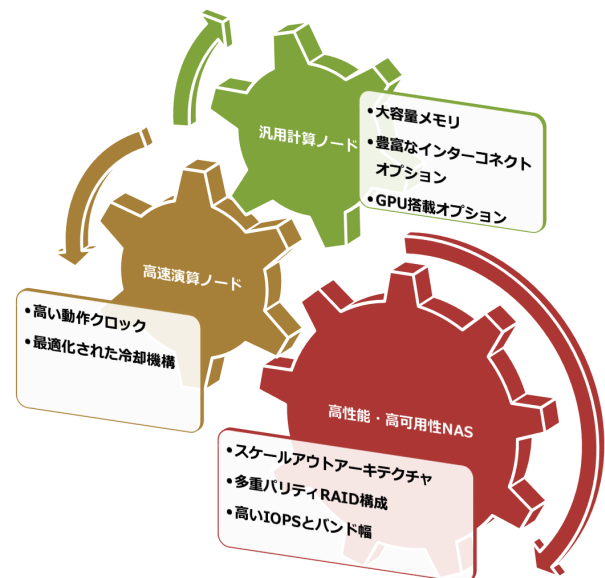 汎用計算ノード
•大容量メモリ
•豊富なインターコネクト
オプション
•GPU搭載オプション
高速演算ノード
•高い動作クロック
•最適化された冷却機構
高性能・高可用性NAS
•スケールアウトアーキテクチャ
•多重パリティRAID構成
•高いIOPSとバンド幅